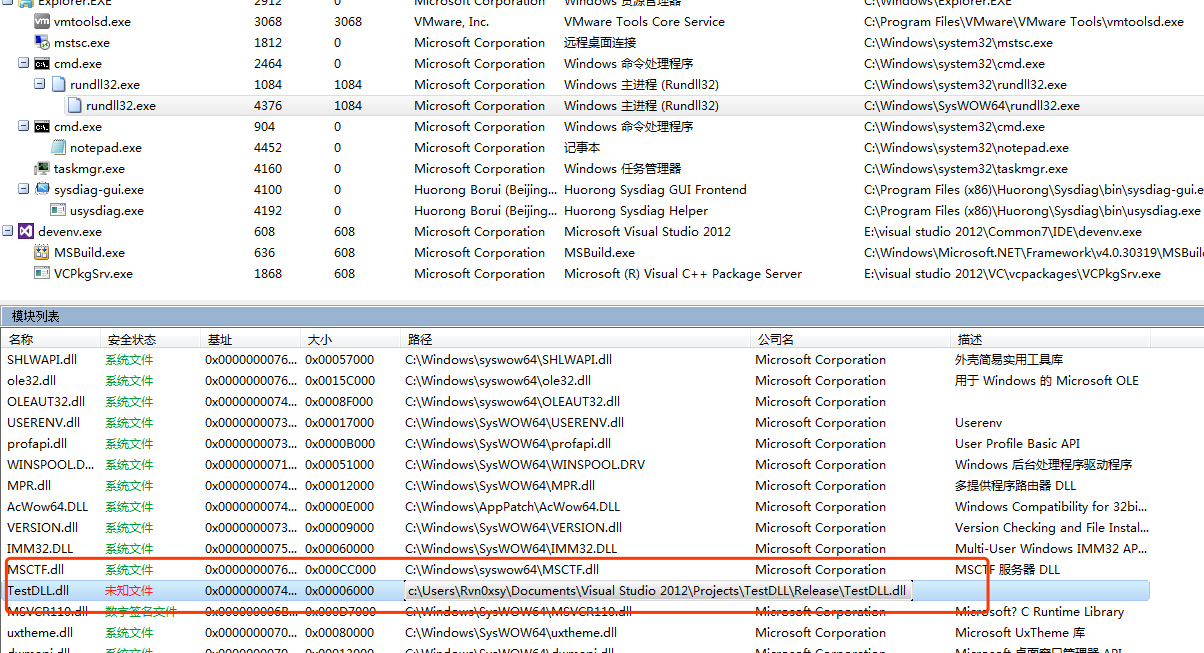 Explorer.EXE 2912 0 Microsoft Corporation Windows 资源管理器 C:\Windows\Explorer.EXE
vmtoolsd.exe 3068 3068 VMware, Inc. VMware Tools Core Service C:\Program Files\VMware\VMware Tools\vmtoolsd.exe
mstsc.exe 1812 0 Microsoft Corporation 远程桌面连接 C:\Windows\system32\mstsc.exe
cmd.exe 2464 0 Microsoft Corporation Windows 命令处理程序 C:\Windows\system32\cmd.exe
rundll32.exe 1084 1084 Microsoft Corporation Windows 主进程 (Rundll32) C:\Windows\system32\rundll32.exe
rundll32.exe 4376 1084 Microsoft Corporation Windows 主进程 (Rundll32) C:\Windows\SysWOW64\rundll32.exe
cmd.exe 904 0 Microsoft Corporation Windows 命令处理程序 C:\Windows\system32\cmd.exe
notepad.exe 4452 0 Microsoft Corporation 记事本 C:\Windows\system32\notepad.exe
taskmgr.exe 4160 0 Microsoft Corporation Windows 任务管理器 C:\Windows\system32\taskmgr.exe
sysdiag-gui.exe 4100 0 Huorong Borui (Beijing... Huorong Sysdiag GUI Frontend C:\Program Files (x86)\Huorong\Sysdiag\bin\sysdiag-gui.e
usysdiag.exe 4192 0 Huorong Borui (Beijing... Huorong Sysdiag Helper C:\Program Files (x86)\Huorong\Sysdiag\bin\usysdiag.exe
devenv.exe 608 608 Microsoft Corporation Microsoft Visual Studio 2012 E:\visual studio 2012\Common7\IDE\devenv.exe
MSBuild.exe 636 608 Microsoft Corporation MSBuild.exe C:\Windows\Microsoft.NET\Framework\v4.0.30319\MSBuil
VCPkgSrv.exe 1868 608 Microsoft Corporation Microsoft (R) Visual C++ Package Server E:\visual studio 2012\VC\vcpackages\VCPkgSrv.exe
模块列表
名称 安全状态 基址 大小 路径 公司名 描述
SHLWAPI.dll 系统文件 0x0000000076... 0x00057000 C:\Windows\syswow64\SHLWAPI.dll Microsoft Corporation 外壳简易实用工具库
ole32.dll 系统文件 0x0000000076... 0x0015C000 C:\Windows\syswow64\ole32.dll Microsoft Corporation 用于 Windows 的 Microsoft OLE
OLEAUT32.dll 系统文件 0x0000000074... 0x0008F000 C:\Windows\syswow64\OLEAUT32.dll Microsoft Corporation
USERENV.dll 系统文件 0x0000000073... 0x00017000 C:\Windows\SysWOW64\USERENV.dll Microsoft Corporation Userenv
profapi.dll 系统文件 0x0000000073... 0x0000B000 C:\Windows\SysWOW64\profapi.dll Microsoft Corporation User Profile Basic API
WINSPOOL.D... 系统文件 0x0000000071... 0x00051000 C:\Windows\SysWOW64\WINSPOOL.DRV Microsoft Corporation Windows 后台处理程序驱动程序
MPR.dll 系统文件 0x0000000074... 0x00012000 C:\Windows\SysWOW64\MPR.dll Microsoft Corporation 多提供程序路由器 DLL
AcWow64.DLL 系统文件 0x0000000074... 0x0000E000 C:\Windows\AppPatch\AcWow64.DLL Microsoft Corporation Windows Compatibility for 32bi...
VERSION.dll 系统文件 0x0000000073... 0x00009000 C:\Windows\SysWOW64\VERSION.dll Microsoft Corporation Version Checking and File Instal...
IMM32.DLL 系统文件 0x0000000075... 0x00060000 C:\Windows\SysWOW64\IMM32.DLL Microsoft Corporation Multi-User Windows IMM32 AP...
MSCTF.dll 系统文件 0x0000000076... 0x000CC000 C:\Windows\syswow64\MSCTF.dll Microsoft Corporation MSCTF 服务器 DLL
TestDLL.dll 未知文件 0x0000000074... 0x00006000 c:\Users\Rvn0xsy\Documents\Visual Studio 2012\Projects\TestDLL\Release\TestDLL.dll
MSVCR110.dll 数字签名文件 0x000000006B... 0x000D7000 C:\Windows\SysWOW64\MSVCR110.dll Microsoft Corporation Microsoft? C Runtime Library
uxtheme.dll 系统文件 0x0000000070... 0x00080000 C:\Windows\SysWOW64\uxtheme.dll Microsoft Corporation Microsoft UxTheme 库
dwmapi.dll 系统文件 0x0000000070... 0x00013000 C:\Windows\SysWOW64\dwmapi.dll Microsoft Corporation Microsoft 桌面窗口管理器 API